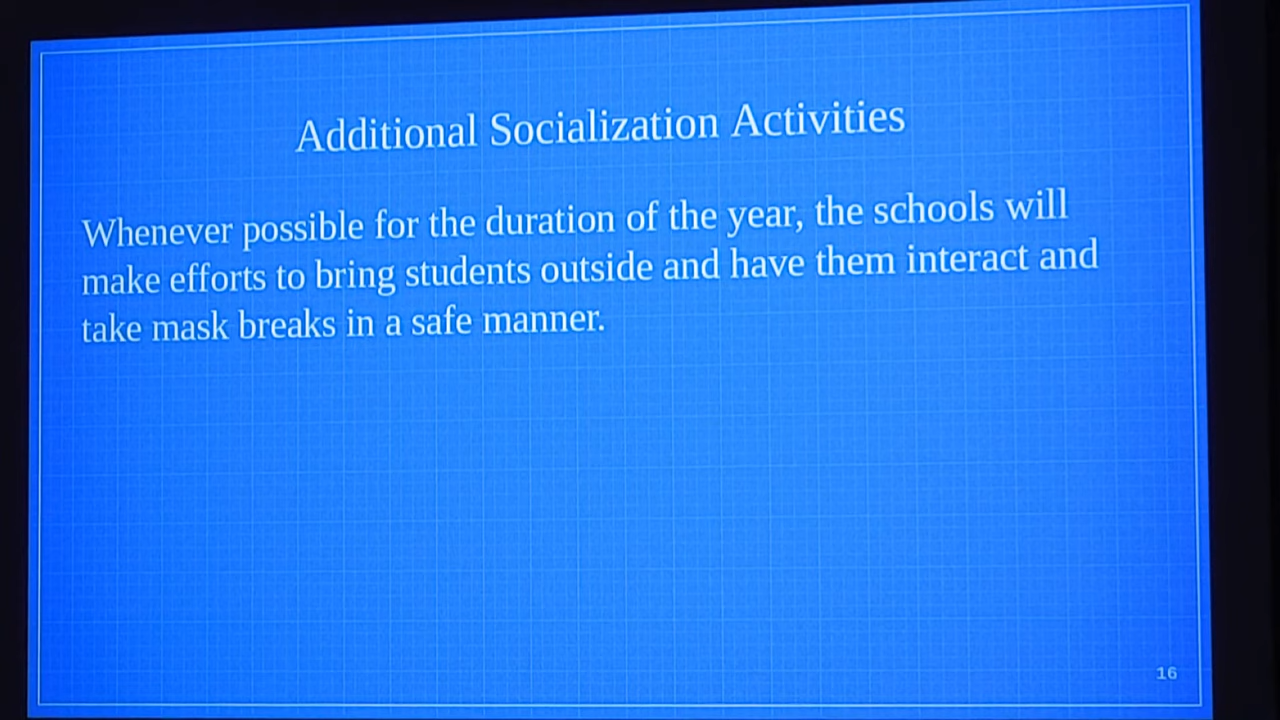 Additional Socialization Activities
Whenever possible for the duration of the year, the schools will
make efforts to bring students outside and have them interact and
take mask breaks in a safe manner.
16